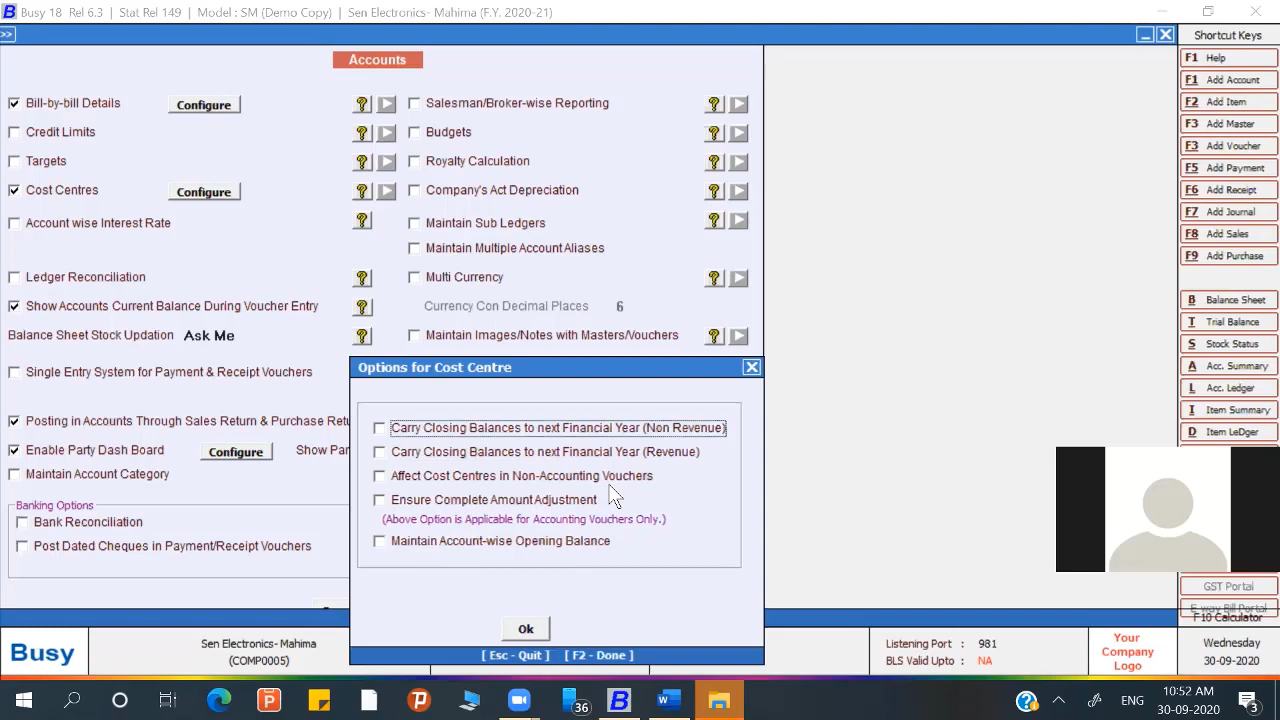 Busy 18 Rel 6.3 | Stat Rel 149 | Model : SM (Demo Copy) | Sen Electronics- Mahima (F.Y. 2020-21)
>>
Accounts
Bill-by-bill Details
Configure
Salesman/Broker-wise Reporting
Credit Limits
Budgets
Targets
Royalty Calculation
Cost Centres
Configure
Company's Act Depreciation
Account wise Interest Rate
Maintain Sub Ledgers
Maintain Multiple Account Aliases
Ledger Reconciliation
Multi Currency
Show Accounts Current Balance During Voucher Entry
Currency Con Decimal Places 6
Balance Sheet Stock Updation Ask Me
Maintain Images/Notes with Masters/Vouchers
Single Entry System for Payment & Receipt Vouchers
Posting in Accounts Through Sales Return & Purchase Retu
Enable Party Dash Board
Configure
Show Par
Maintain Account Category
Banking Options
Bank Reconciliation
Post Dated Cheques in Payment/Receipt Vouchers
Options for Cost Centre
Carry Closing Balances to next Financial Year (Non Revenue)
Carry Closing Balances to next Financial Year (Revenue)
Affect Cost Centres in Non-Accounting Vouchers
Ensure Complete Amount Adjustment
(Above Option is Applicable for Accounting Vouchers Only.)
Maintain Account-wise Opening Balance
Ok
[ Esc - Quit ] [ F2 - Done ]
Shortcut Keys
F1 Help
F1 Add Account
F2 Add Item
F3 Add Master
F3 Add Voucher
F5 Add Payment
F6 Add Receipt
F7 Add Journal
F8 Add Sales
F9 Add Purchase
B Balance Sheet
T Trial Balance
S Stock Status
A Acc. Summary
L Acc. Ledger
I Item Summary
D Item LeDger
GST Portal
E-way Bill Portal
F10 Calculator
Busy
Sen Electronics- Mahima
(COMP0005)
Listening Port : 981
BLS Valid Upto : NA
Your
Company
Logo
Wednesday
30-09-2020
36
ENG
10:52 AM
30-09-2020
3